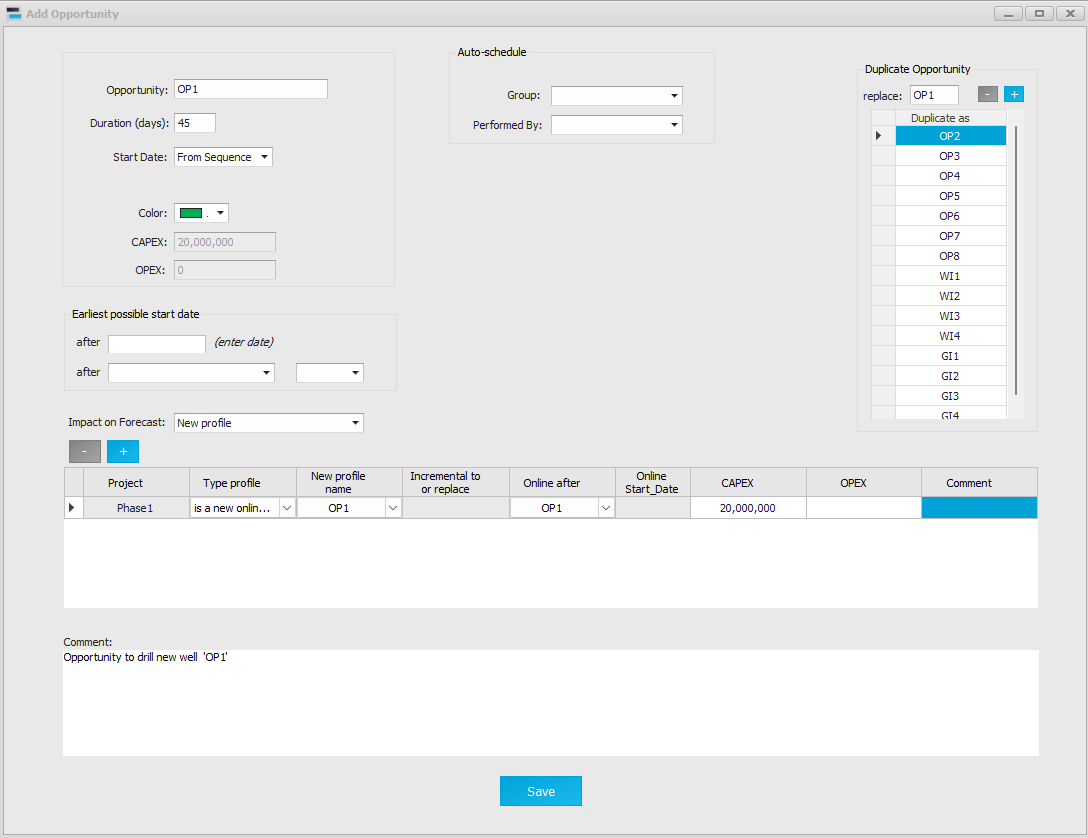 Add Opportunity
Opportunity: OP1
Duration (days): 45
Start Date: From Sequence
Color: .
CAPEX: 20,000,000
OPEX: 0
Auto-schedule
Group:
Performed By:
Duplicate Opportunity
replace: OP1 - +
Duplicate as
OP2
OP3
OP4
OP5
OP6
OP7
OP8
WI1
WI2
WI3
WI4
GI1
GI2
GI3
GI4
Earliest possible start date
after (enter date)
after
Impact on Forecast: New profile
- +
Project Type profile New profile name Incremental to or replace Online after Online Start_Date CAPEX OPEX Comment
Phase1 is a new onlin... OP1 OP1 20,000,000
Comment:
Opportunity to drill new well 'OP1'
Save